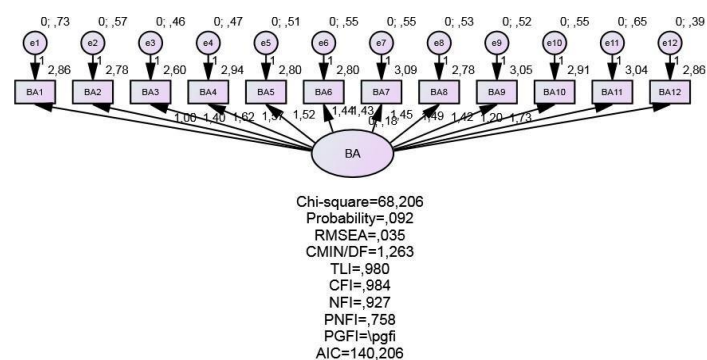 0; ,73 0; ,57 0; ,46 0; ,47 0; ,51 0; ,55 0; ,55 0; ,53 0; ,52 0; ,55 0; ,65 0; ,39
e1 e2 e3 e4 e5 e6 e7 e8 e9 e10 e11 e12
1 1 1 1 1 1 1 1 1 1 1 1
2,86 2,78 2,60 2,94 2,80 2,80 3,09 2,78 3,05 2,91 3,04 2,86
BA1 BA2 BA3 BA4 BA5 BA6 BA7 BA8 BA9 BA10 BA11 BA12
1,00 1,40 1,62 1,52 1,44 1,43 1,45 1,49 1,42 1,20 1,73
0; ,18
BA
Chi-square=68,206
Probability=,092
RMSEA=,035
CMIN/DF=1,263
TLI=,980
CFI=,984
NFI=,927
PNFI=,758
PGFI=\pgfi
AIC=140,206